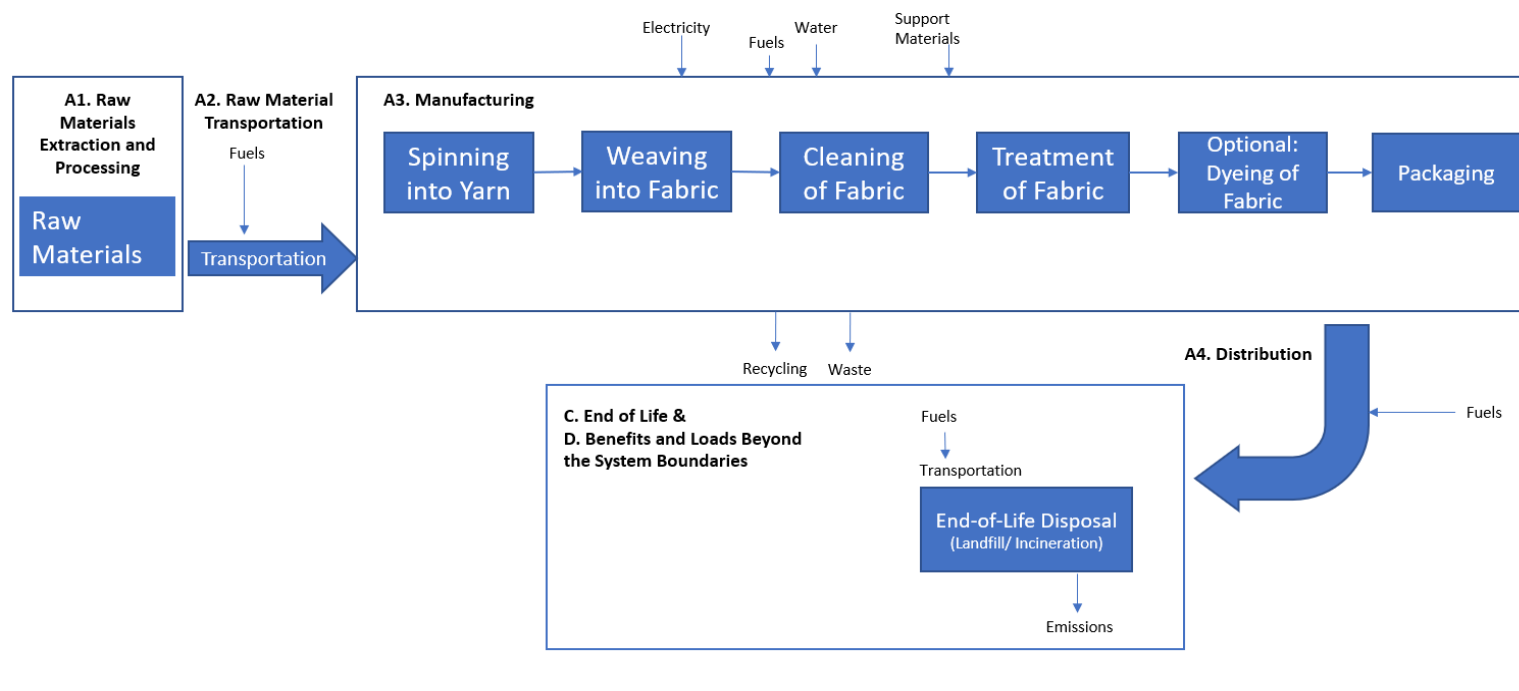 Electricity
Fuels
Water
Support
Materials
A1. Raw
Materials
Extraction and
Processing
Raw
Materials
A2. Raw Material
Transportation
Fuels
Transportation
A3. Manufacturing
Spinning
into Yarn
Weaving
into Fabric
Cleaning
of Fabric
Treatment
of Fabric
Optional:
Dyeing of
Fabric
Packaging
Recycling
Waste
A4. Distribution
Fuels
C. End of Life &
D. Benefits and Loads Beyond
the System Boundaries
Fuels
Transportation
End-of-Life Disposal
(Landfill/ Incineration)
Emissions